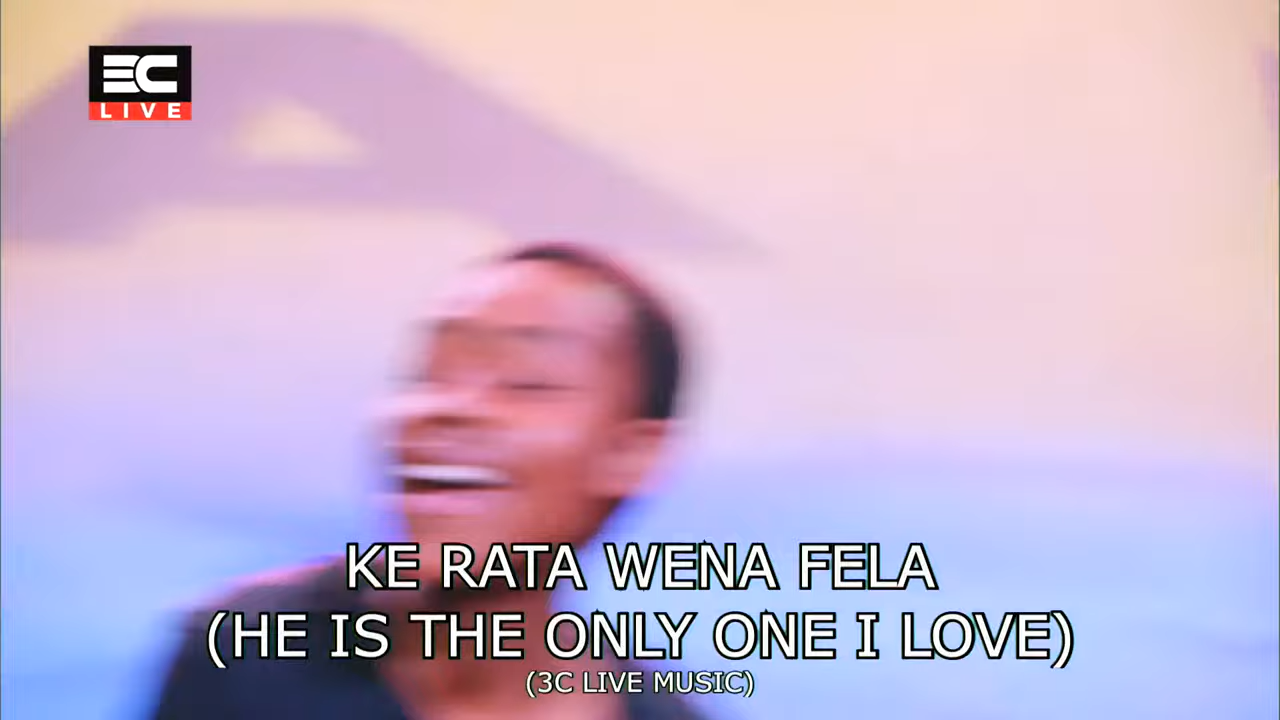 3C
LIVE
KE RATA WENA FELA
(HE IS THE ONLY ONE I LOVE)
(3C LIVE MUSIC)